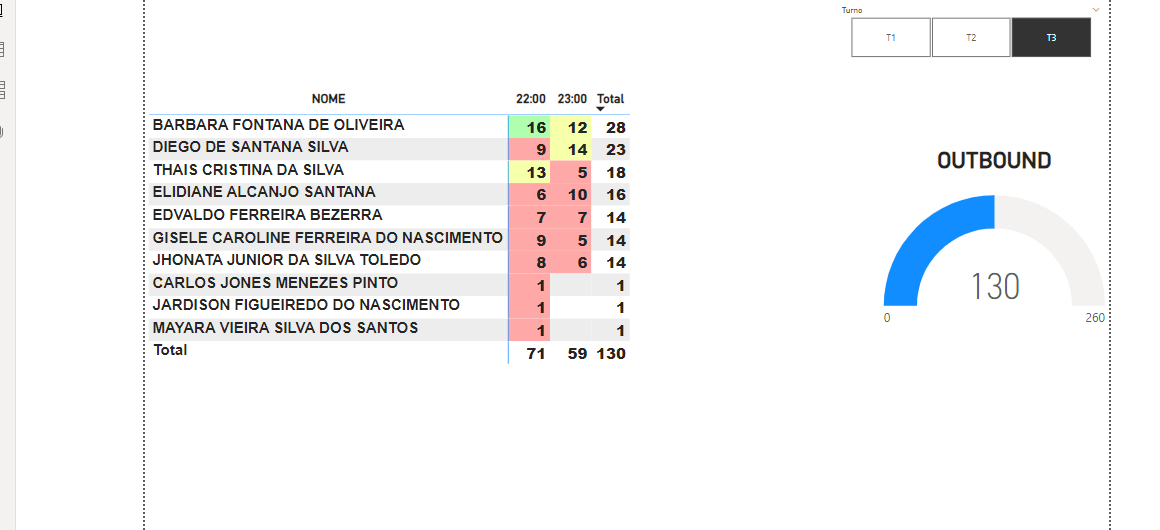 Turno
T1 T2 T3
NOME 22:00 23:00 Total
BARBARA FONTANA DE OLIVEIRA 16 12 28
DIEGO DE SANTANA SILVA 9 14 23
THAIS CRISTINA DA SILVA 13 5 18
ELIDIANE ALCANJO SANTANA 6 10 16
EDVALDO FERREIRA BEZERRA 7 7 14
GISELE CAROLINE FERREIRA DO NASCIMENTO 9 5 14
JHONATA JUNIOR DA SILVA TOLEDO 8 6 14
CARLOS JONES MENEZES PINTO 1 1
JARDISON FIGUEIREDO DO NASCIMENTO 1 1
MAYARA VIEIRA SILVA DOS SANTOS 1 1
Total 71 59 130
OUTBOUND
130
0 260